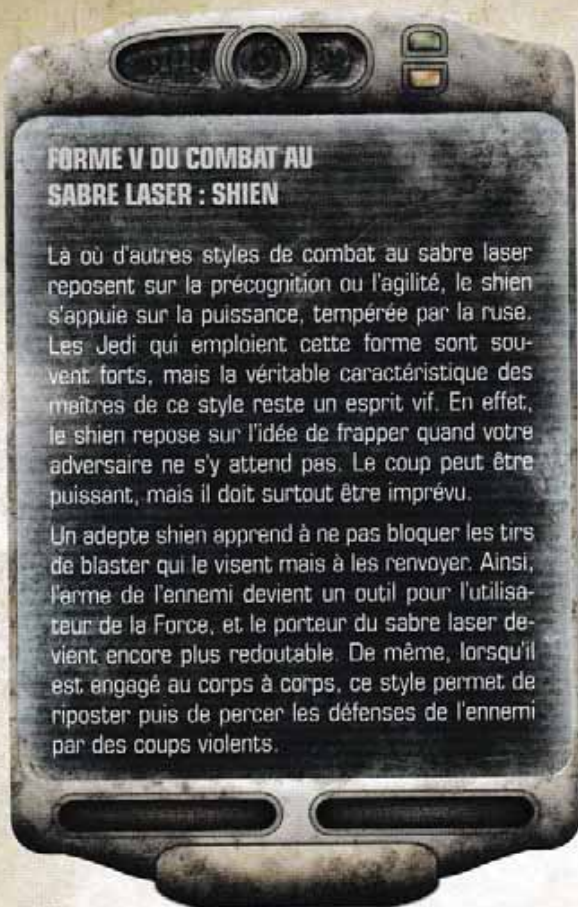 FORME V DU COMBAT AU
SABRE LASER : SHIEN
Là où d'autres styles de combat au sabre laser
reposent sur la précognition ou l'agilité, le shien
s'appuie sur la puissance, tempérée par la ruse.
Les Jedi qui emploient cette forme sont sou-
vent forts, mais la véritable caractéristique des
maîtres de ce style reste un esprit vif. En effet,
le shien repose sur l'idée de frapper quand votre
adversaire ne s'y attend pas. Le coup peut être
puissant, mais il doit surtout être imprévu.
Un adepte shien apprend à ne pas bloquer les tirs
de blaster qui le visent mais à les renvoyer. Ainsi,
l'arme de l'ennemi devient un outil pour l'utilisa-
teur de la Force, et le porteur du sabre laser de-
vient encore plus redoutable. De même, lorsqu'il
est engagé au corps à corps, ce style permet de
riposter puis de percer les défenses de l'ennemi
par des coups violents.